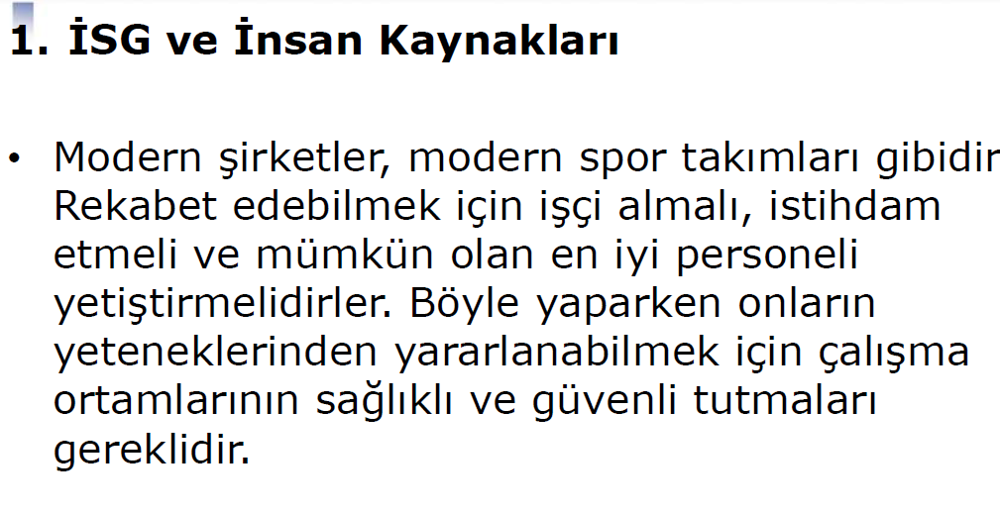 1. İSG ve İnsan Kaynakları
• Modern şirketler, modern spor takımları gibidir
Rekabet edebilmek için işçi almalı, istihdam
etmeli ve mümkün olan en iyi personeli
yetiştirmelidirler. Böyle yaparken onların
yeteneklerinden yararlanabilmek için çalışma
ortamlarının sağlıklı ve güvenli tutmaları
gereklidir.